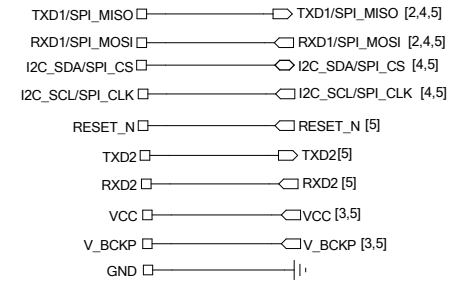 TXD1/SPI_MISO TXD1/SPI_MISO [2,4,5]
RXD1/SPI_MOSI RXD1/SPI_MOSI [2,4,5]
I2C_SDA/SPI_CS I2C_SDA/SPI_CS [4,5]
I2C_SCL/SPI_CLK I2C_SCL/SPI_CLK [4,5]
RESET_N RESET_N [5]
TXD2 TXD2[5]
RXD2 RXD2 [5]
VCC VCC [3,5]
V_BCKP V_BCKP [3,5]
GND